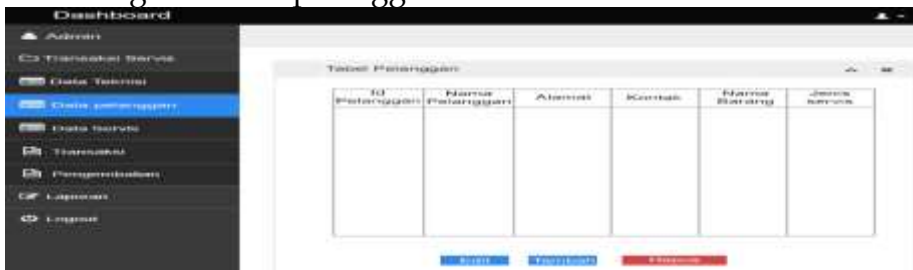 Dashboard
Admin
Transaksi Servis
Data Teknisi
Data pelanggan
Data Servis
Transaksi
Pengembalian
Laporan
Logout
Tabel Pelanggan
Id Pelanggan
Nama Pelanggan
Alamat
Kontak
Nama Barang
Jenis servis
Edit
Tambah
Hapus